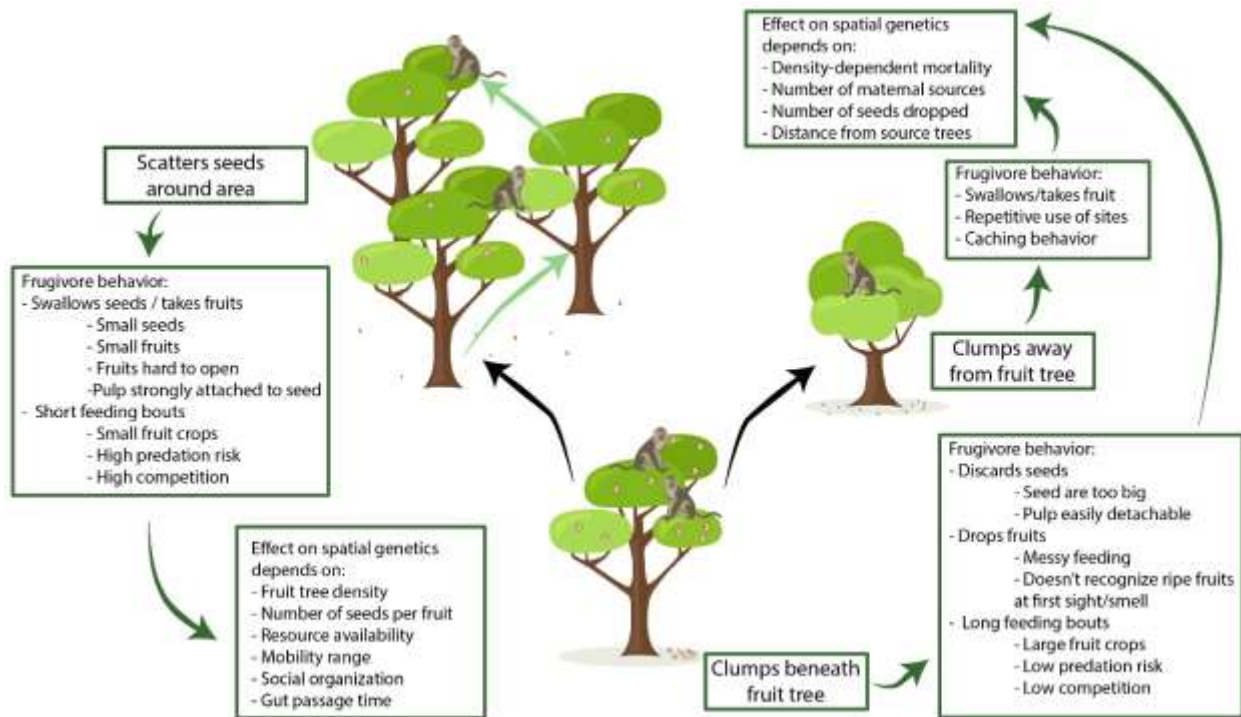 Scatters seeds
around area
Frugivore behavior:
- Swallows seeds / takes fruits
- Small seeds
- Small fruits
- Fruits hard to open
-Pulp strongly attached to seed
- Short feeding bouts
- Small fruit crops
- High predation risk
- High competition
Effect on spatial genetics
depends on:
- Fruit tree density
- Number of seeds per fruit
- Resource availability
- Mobility range
- Social organization
- Gut passage time
Effect on spatial genetics
depends on:
- Density-dependent mortality
- Number of maternal sources
- Number of seeds dropped
- Distance from source trees
Frugivore behavior:
- Swallows/takes fruit
- Repetitive use of sites
- Caching behavior
Clumps away
from fruit tree
Frugivore behavior:
- Discards seeds
- Seed are too big
- Pulp easily detachable
- Drops fruits
- Messy feeding
- Doesn't recognize ripe fruits
at first sight/smell
- Long feeding bouts
- Large fruit crops
- Low predation risk
- Low competition
Clumps beneath
fruit tree